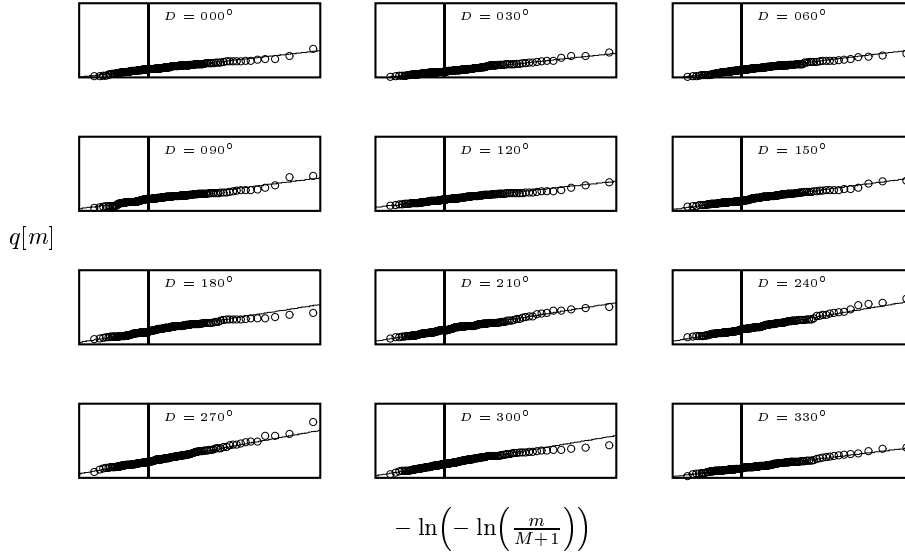 D = 000° D = 030° D = 060°
D = 090° D = 120° D = 150°
q[m]
D = 180° D = 210° D = 240°
D = 270° D = 300° D = 330°
− ln(− ln(m/(M+1)))